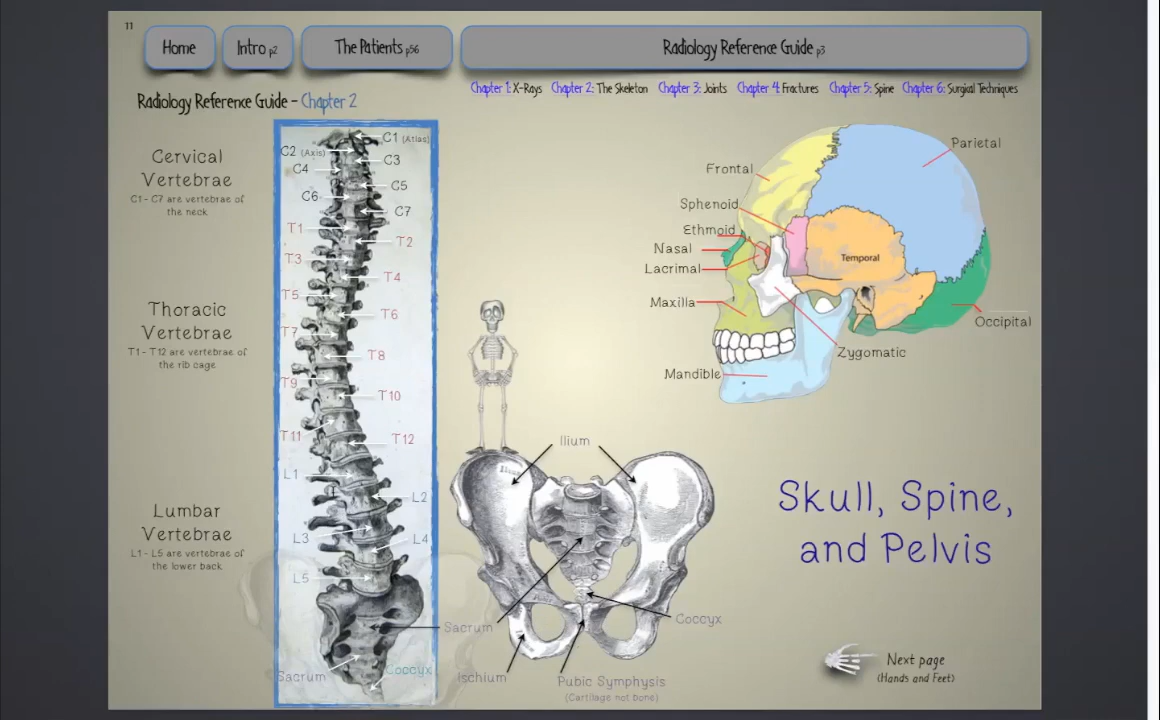 11
Home
Intro p2
The Patients p56
Radiology Reference Guide p3
Chapter 1: X-Rays Chapter 2: The Skeleton Chapter 3: Joints Chapter 4: Fractures Chapter 5: Spine Chapter 6: Surgical Techniques
Radiology Reference Guide - Chapter 2
Cervical
Vertebrae
C1- C7 are vertebrae of
the neck
Thoracic
Vertebrae
T1- T12 are vertebrae of
the rib cage
Lumbar
Vertebrae
L1- L5 are vertebrae of
the lower back
C1 (Atlas)
C2 (Axis)
C3
C4
C5
C6
C7
T1
T2
T3
T4
T5
T6
T7
T8
T9
T10
T11
T12
L1
L2
L3
L4
L5
Sacrum
Coccyx
Ilium
Sacrum
Coccyx
Ischium
Pubic Symphysis
(Cartilage not bone)
Parietal
Frontal
Sphenoid
Ethmoid
Nasal
Lacrimal
Temporal
Maxilla
Occipital
Zygomatic
Mandible
Skull, Spine,
and Pelvis
Next page
(Hands and Feet)